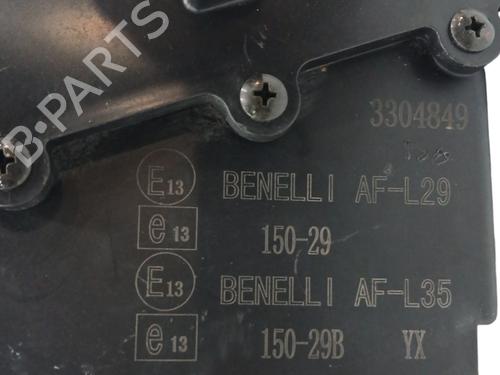 B-PARTS
3304849
E13 BENELLI AF-L29
e13 150-29
E13 BENELLI AF-L35
e13 150-29B YX